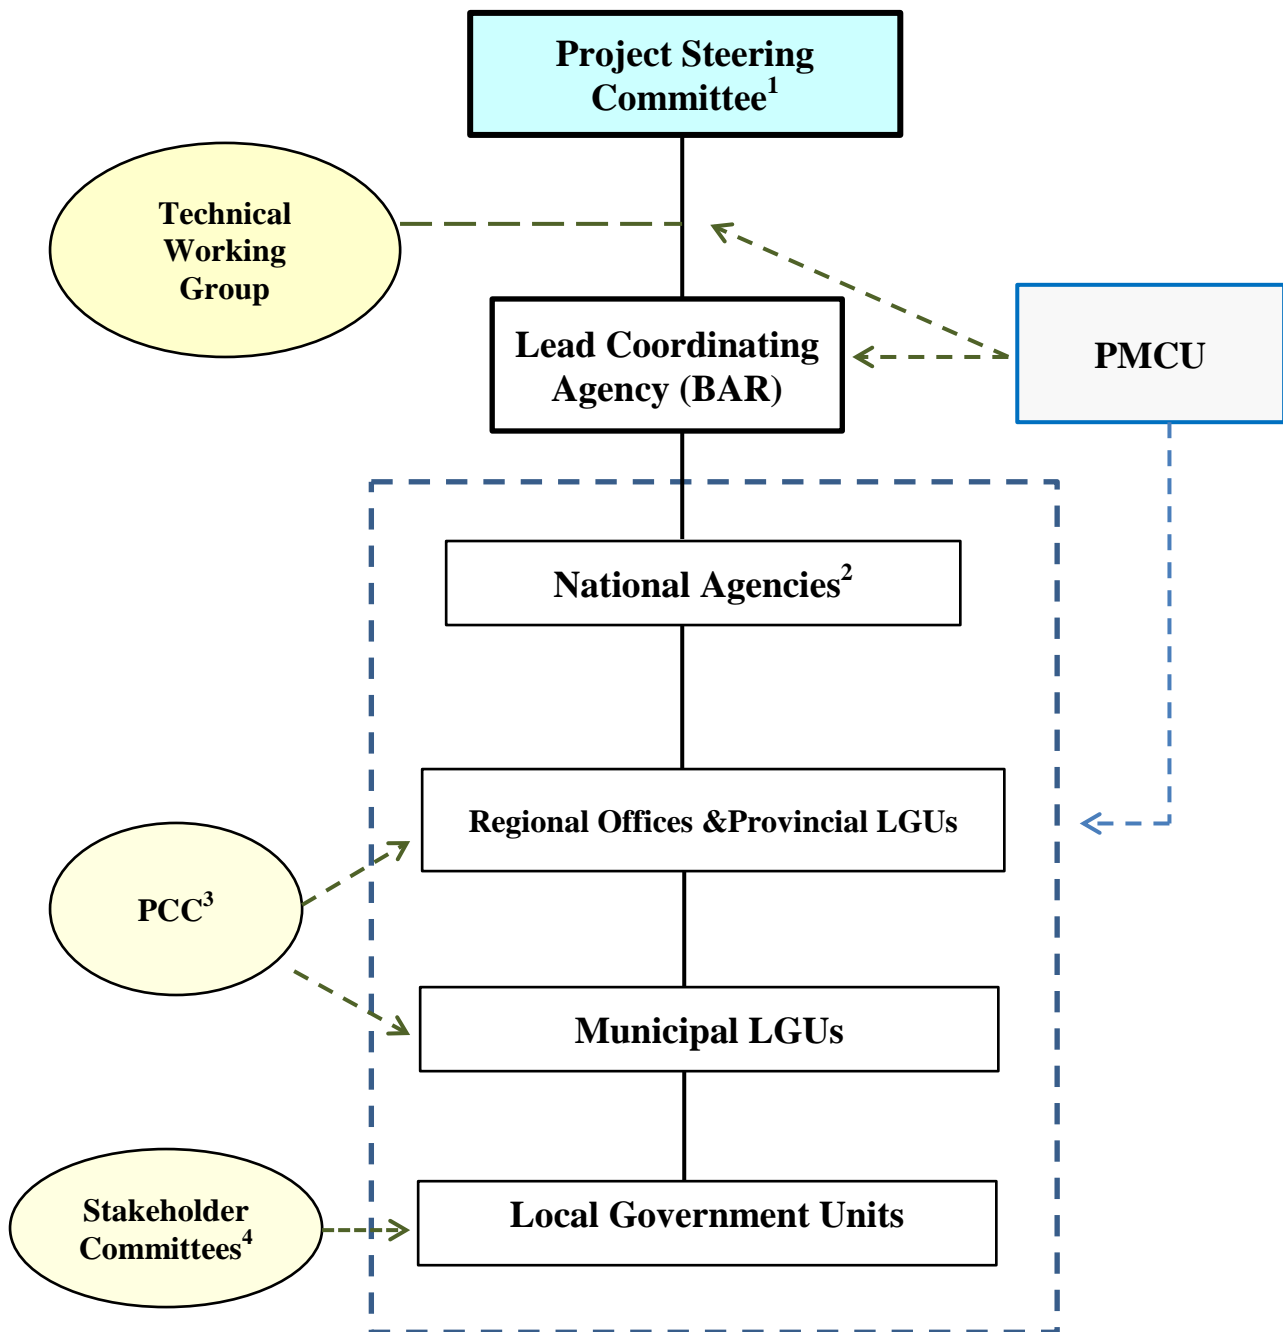 Project Steering
Committee¹
Technical
Working
Group
Lead Coordinating
Agency (BAR)
PMCU
National Agencies²
Regional Offices &Provincial LGUs
PCC³
Municipal LGUs
Stakeholder
Committees⁴
Local Government Units